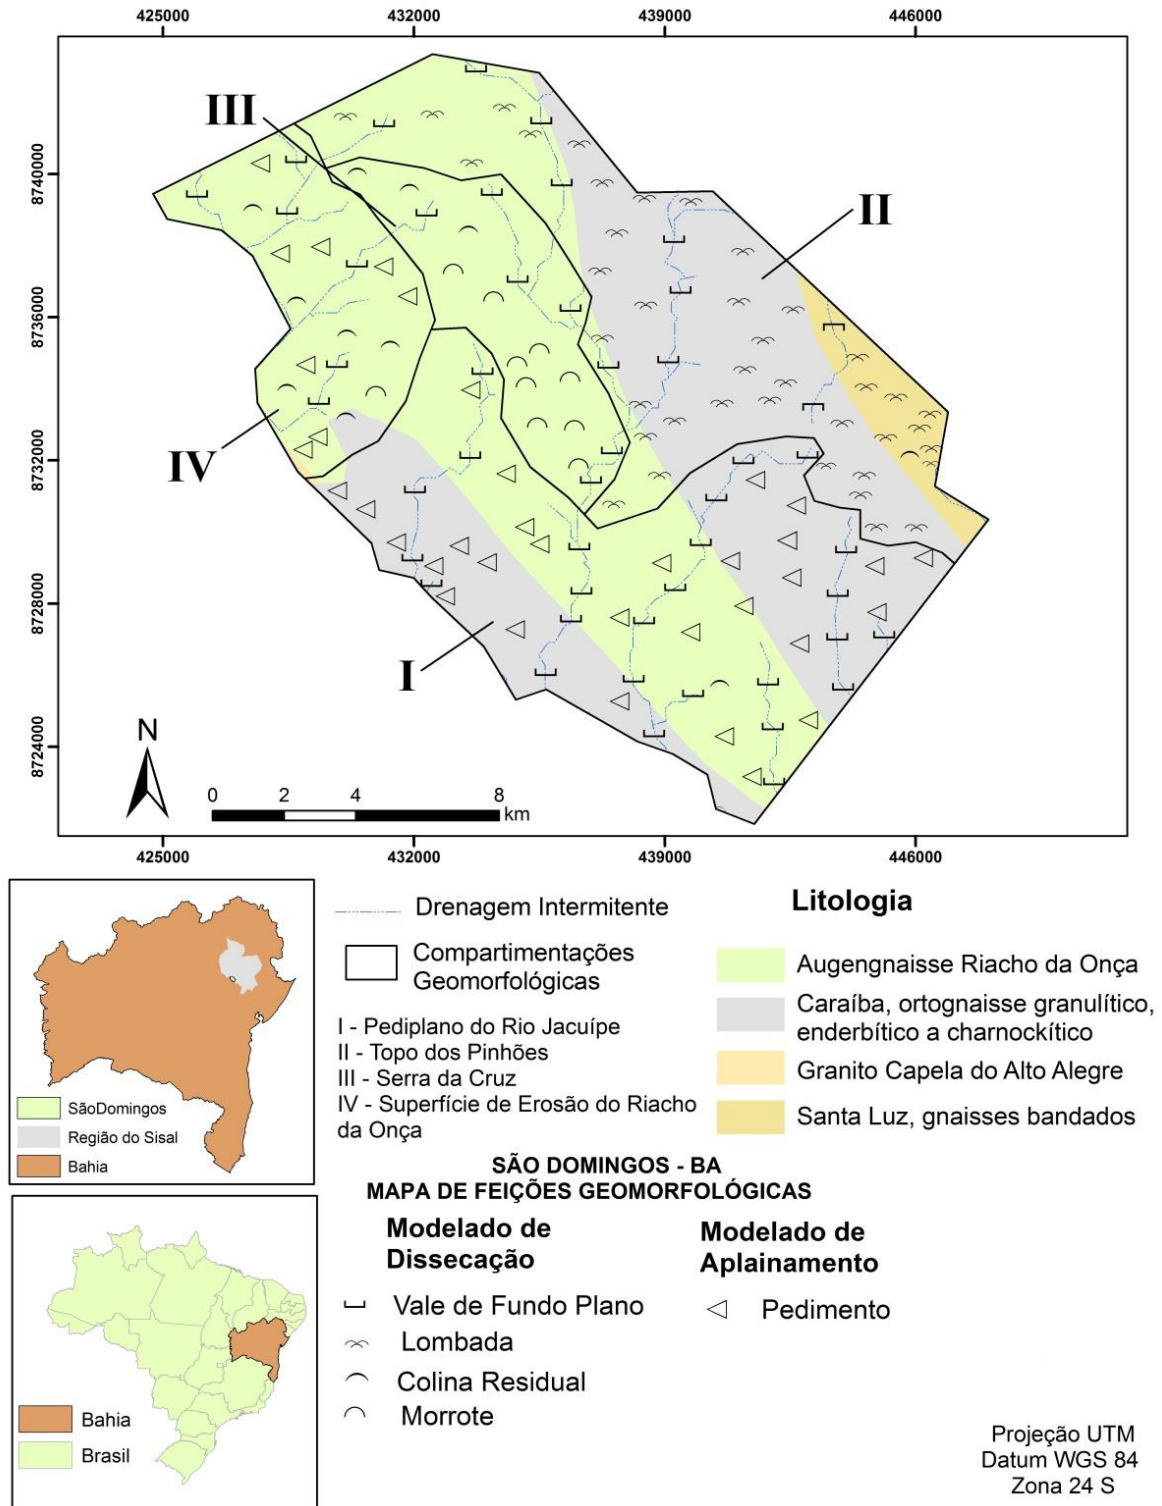 425000 432000 439000 446000
8740000
8736000
8732000
8728000
8724000
III
II
IV
I
N
0 2 4 8
km
425000 432000 439000 446000
SãoDomingos
Região do Sisal
Bahia
Bahia
Brasil
Drenagem Intermitente
Compartimentações
Geomorfológicas
I - Pediplano do Rio Jacuípe
II - Topo dos Pinhões
III - Serra da Cruz
IV - Superfície de Erosão do Riacho
da Onça
Litologia
Augengnaisse Riacho da Onça
Caraíba, ortognaisse granulítico,
enderbítico a charnockítico
Granito Capela do Alto Alegre
Santa Luz, gnaisses bandados
SÃO DOMINGOS - BA
MAPA DE FEIÇÕES GEOMORFOLÓGICAS
Modelado de
Dissecação
Vale de Fundo Plano
Lombada
Colina Residual
Morrote
Modelado de
Aplainamento
Pedimento
Projeção UTM
Datum WGS 84
Zona 24 S